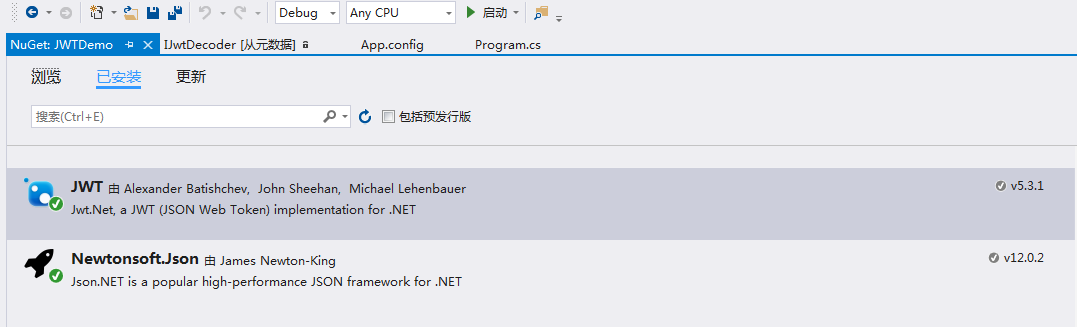 Debug Any CPU 启动
NuGet: JWTDemo IJwtDecoder [从元数据] App.config Program.cs
浏览 已安装 更新
搜索(Ctrl+E) 包括预发行版
JWT 由 Alexander Batishchev, John Sheehan, Michael Lehenbauer v5.3.1
Jwt.Net, a JWT (JSON Web Token) implementation for .NET
Newtonsoft.Json 由 James Newton-King v12.0.2
Json.NET is a popular high-performance JSON framework for .NET